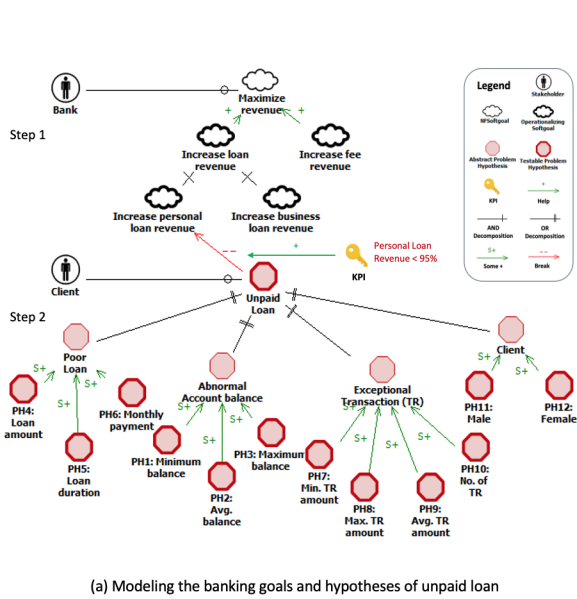 Bank
Maximize
revenue
+
+
Step 1
Increase loan
revenue
Increase fee
revenue
Increase personal
loan revenue
Increase business
loan revenue
--
+
Personal Loan
Revenue < 95%
KPI
Client
Unpaid
Loan
Step 2
Poor
Loan
Abnormal
Account balance
Exceptional
Transaction (TR)
Client
S+
S+
S+
PH4:
Loan
amount
PH5:
Loan
duration
PH6: Monthly
payment
S+
S+
S+
PH1: Minimum
balance
PH2:
Avg.
balance
PH3: Maximum
balance
S+
S+
S+
S+
PH7:
Min. TR
amount
PH8:
Max. TR
amount
PH9:
Avg. TR
amount
PH10:
No. of
TR
S+
S+
PH11:
Male
PH12:
Female
Legend
Stakeholder
NFSoftgoal
Operationalizing
Softgoal
Abstract Problem
Hypothesis
Testable Problem
Hypothesis
KPI
+
Help
AND
Decomposition
OR
Decomposition
S+
Some +
--
Break
(a) Modeling the banking goals and hypotheses of unpaid loan